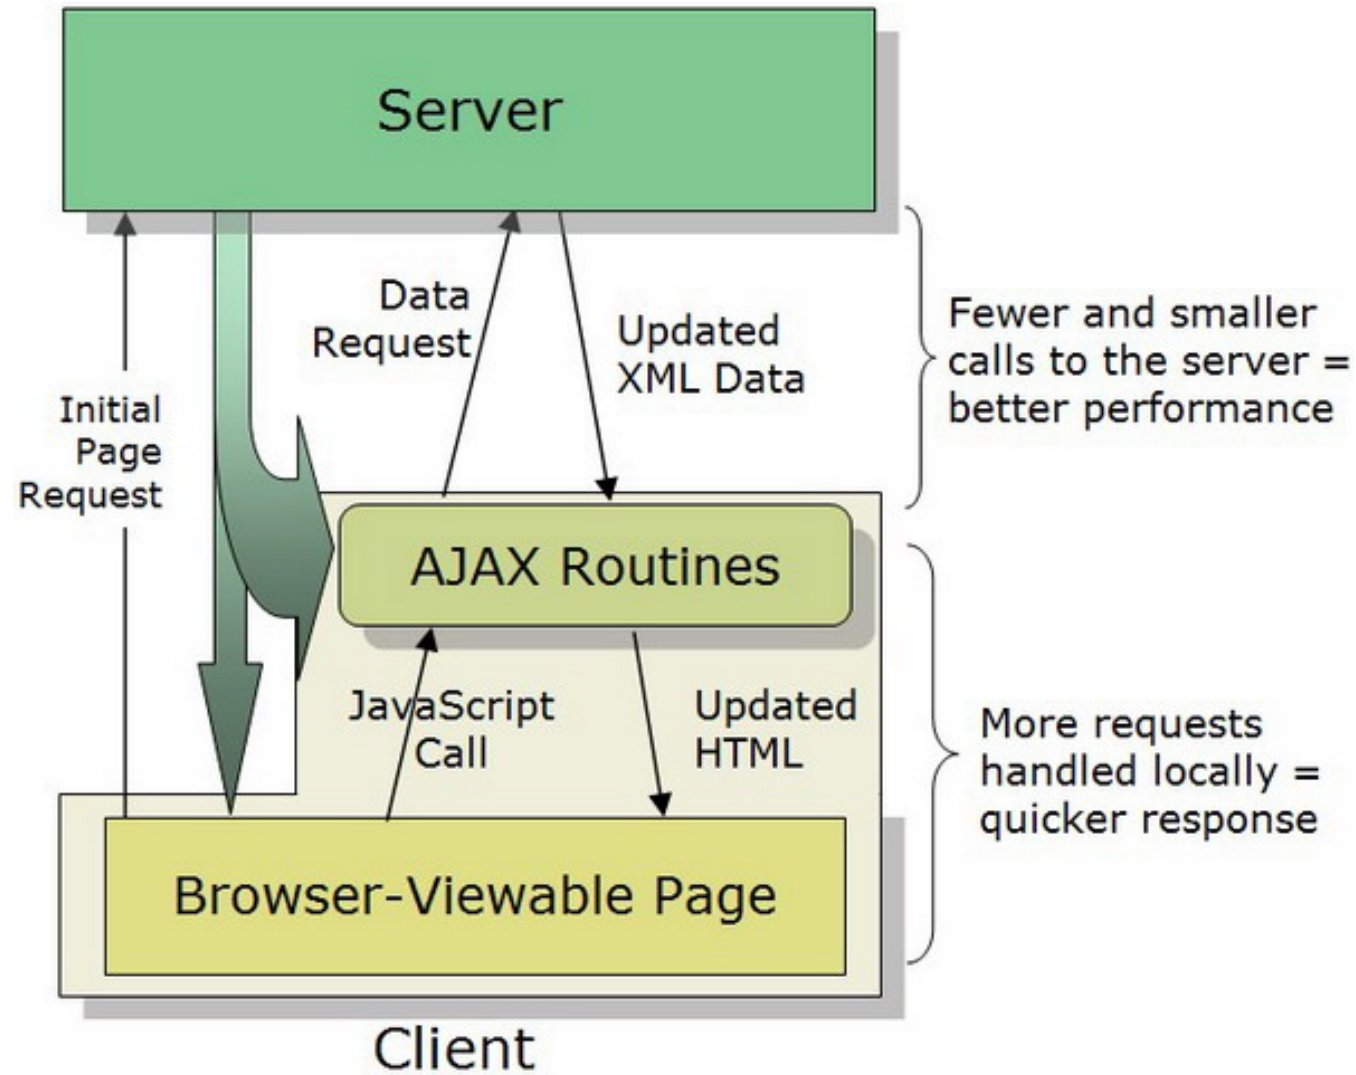 Server
Data
Request
Updated
XML Data
Fewer and smaller
calls to the server =
better performance
Initial
Page
Request
AJAX Routines
JavaScript
Call
Updated
HTML
More requests
handled locally =
quicker response
Browser-Viewable Page
Client